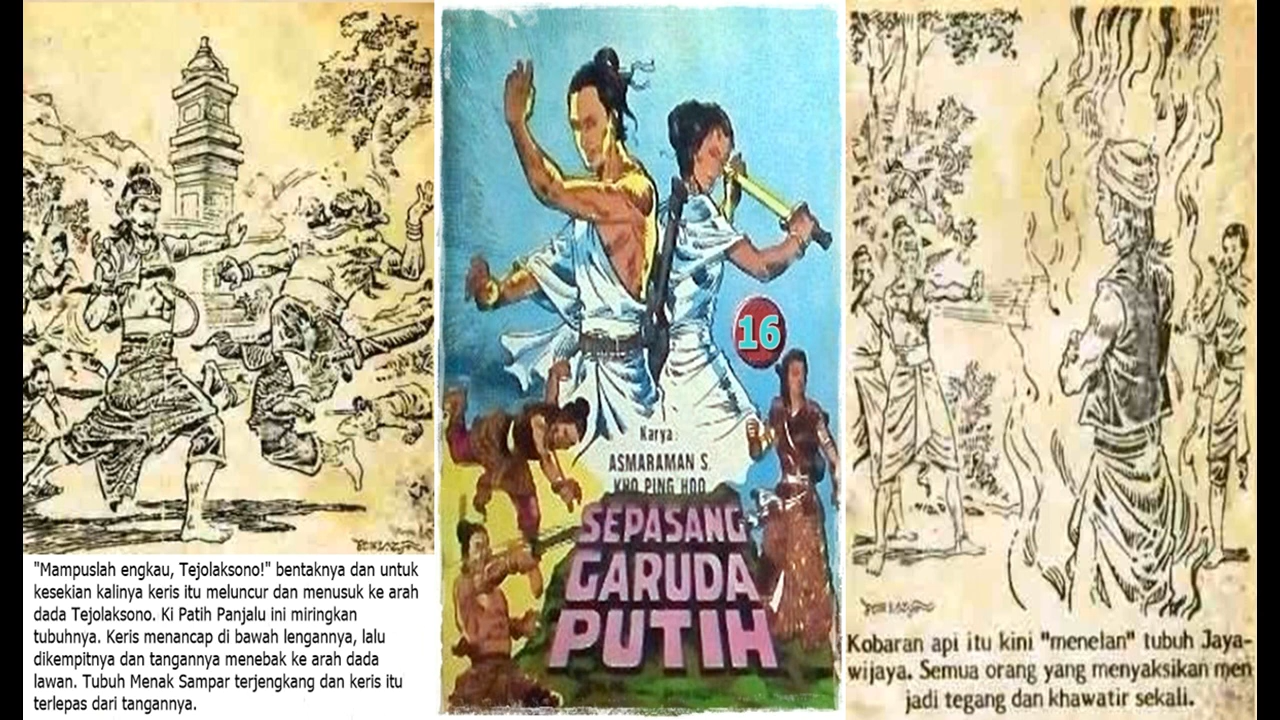 "Mampuslah engkau, Tejolaksono!" bentaknya dan untuk
kesekian kalinya keris itu meluncur dan menusuk ke arah
dada Tejolaksono. Ki Patih Panjalu ini miringkan
tubuhnya. Keris menancap di bawah lengannya, lalu
dikempitnya dan tangannya menebak ke arah dada
lawan. Tubuh Menak Sampar terjengkang dan keris itu
terlepas dari tangannya.
16
Karya:
ASMARAMAN S.
KHO PING HOO
SEPASANG
GARUDA
PUTIH
Kobaran api itu kini "menelan" tubuh Jaya-
wijaya. Semua orang yang menyaksikan men
jadi tegang dan khawatir sekali.